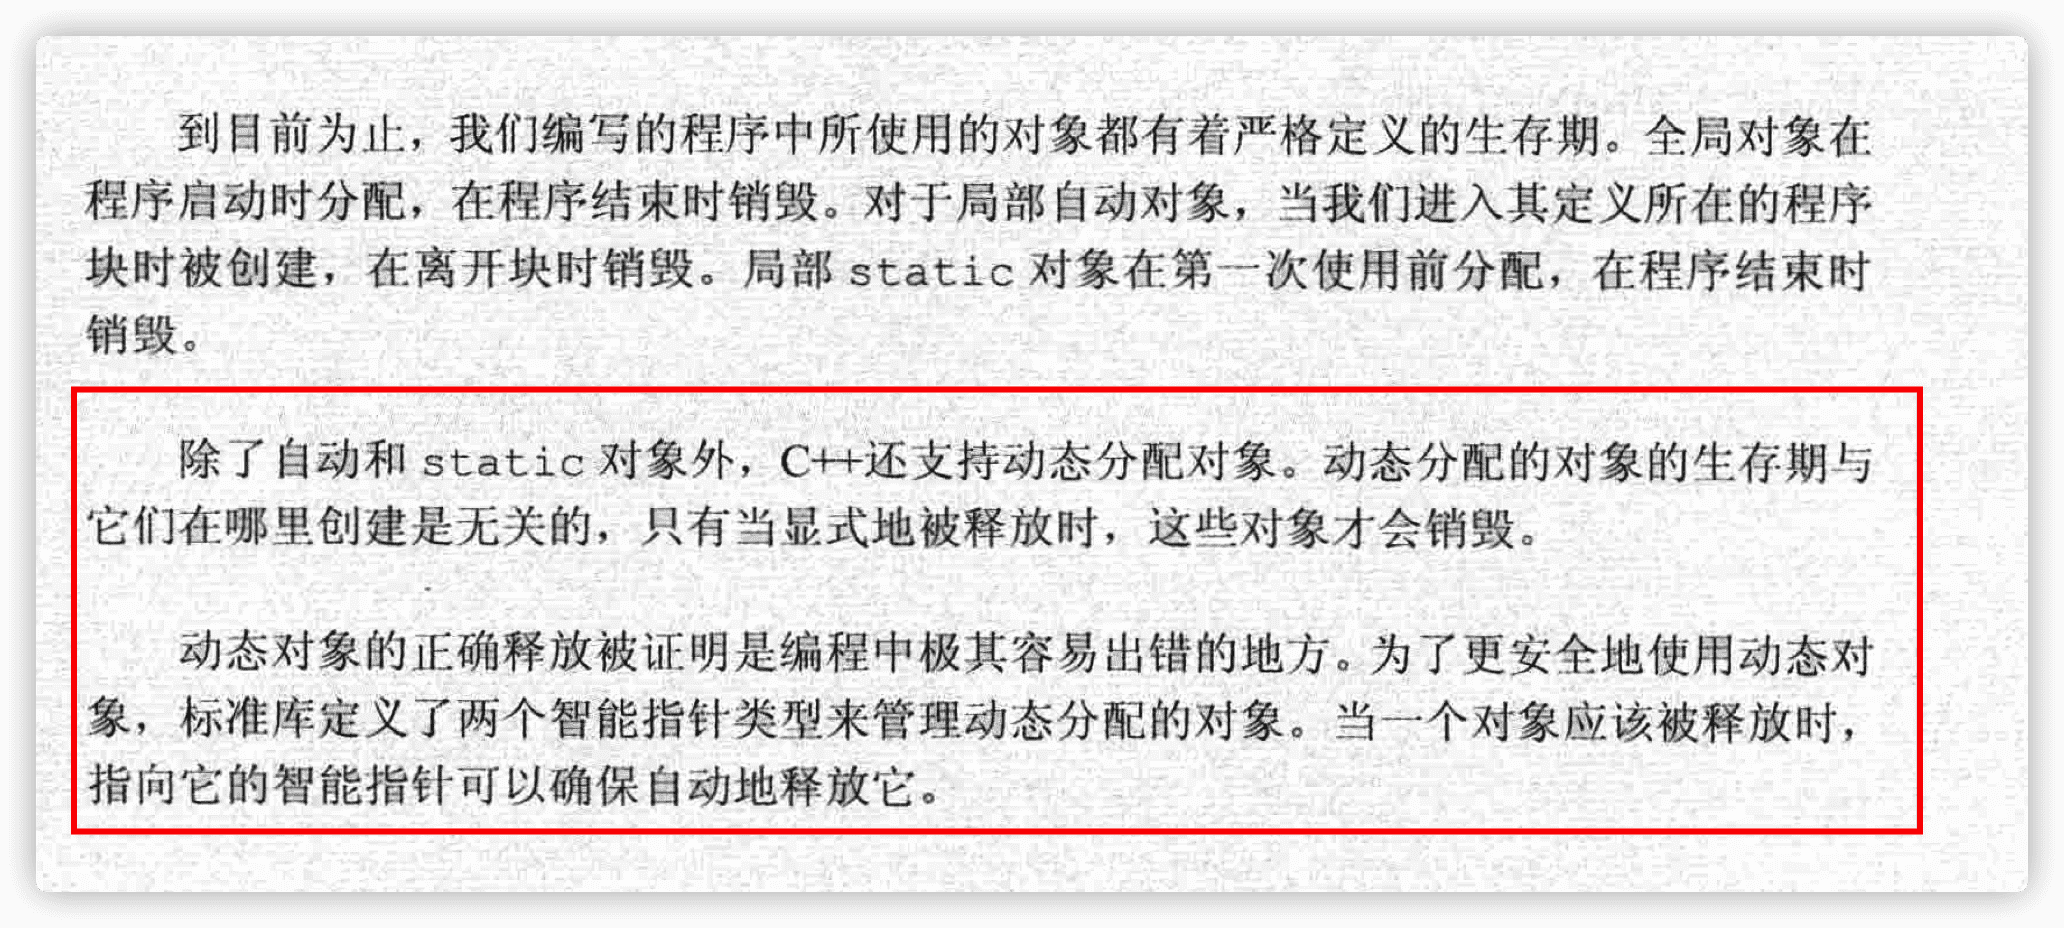 到目前为止，我们编写的程序中所使用的对象都有着严格定义的生存期。全局对象在
程序启动时分配，在程序结束时销毁。对于局部自动对象，当我们进入其定义所在的程序
块时被创建，在离开块时销毁。局部 static 对象在第一次使用前分配，在程序结束时
销毁。
除了自动和 static 对象外，C++还支持动态分配对象。动态分配的对象的生存期与
它们在哪里创建是无关的，只有当显式地被释放时，这些对象才会销毁。
动态对象的正确释放被证明是编程中极其容易出错的地方。为了更安全地使用动态对
象，标准库定义了两个智能指针类型来管理动态分配的对象。当一个对象应该被释放时，
指向它的智能指针可以确保自动地释放它。